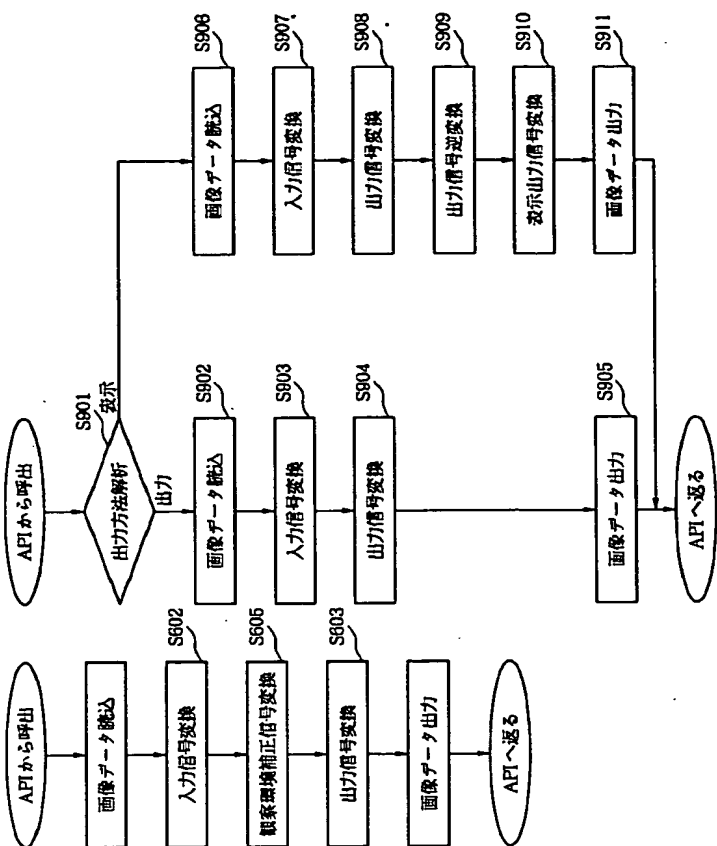 APIから呼出
画像データ読込
入力信号変換
S602
観察環境補正信号変換
S605
出力信号変換
S603
画像データ出力
APIへ返る
APIから呼出
出力方法解析
S901
表示
出力
画像データ読込
S902
入力信号変換
S903
出力信号変換
S904
画像データ出力
S905
APIへ返る
画像データ読込
S906
入力信号変換
S907
出力信号変換
S908
出力信号逆変換
S909
表示出力信号変換
S910
画像データ出力
S911